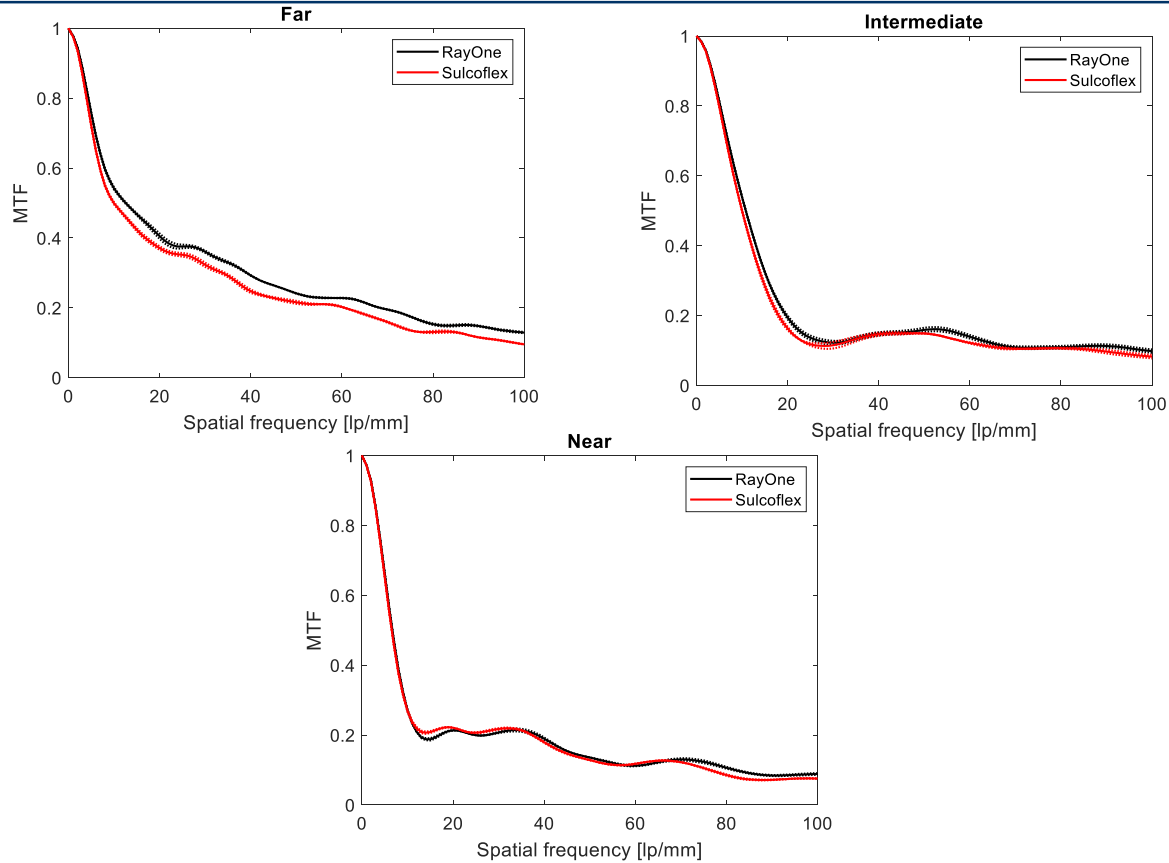 Far
1
0.8
0.6
0.4
0.2
0
MTF
RayOne
Sulcoflex
0 20 40 60 80 100
Spatial frequency [lp/mm]
Intermediate
1
0.8
0.6
0.4
0.2
0
MTF
RayOne
Sulcoflex
0 20 40 60 80 100
Spatial frequency [lp/mm]
Near
1
0.8
0.6
0.4
0.2
0
MTF
RayOne
Sulcoflex
0 20 40 60 80 100
Spatial frequency [lp/mm]